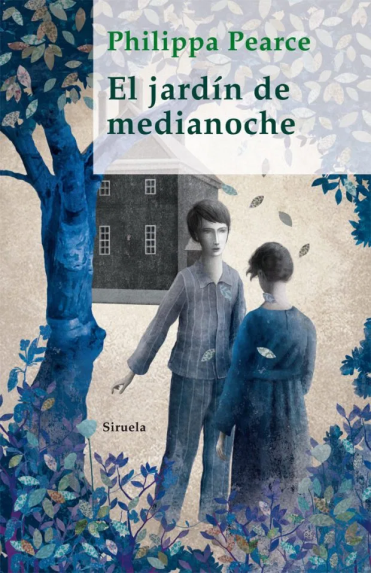 Philippa Pearce
El jardín de
medianoche
Siruela